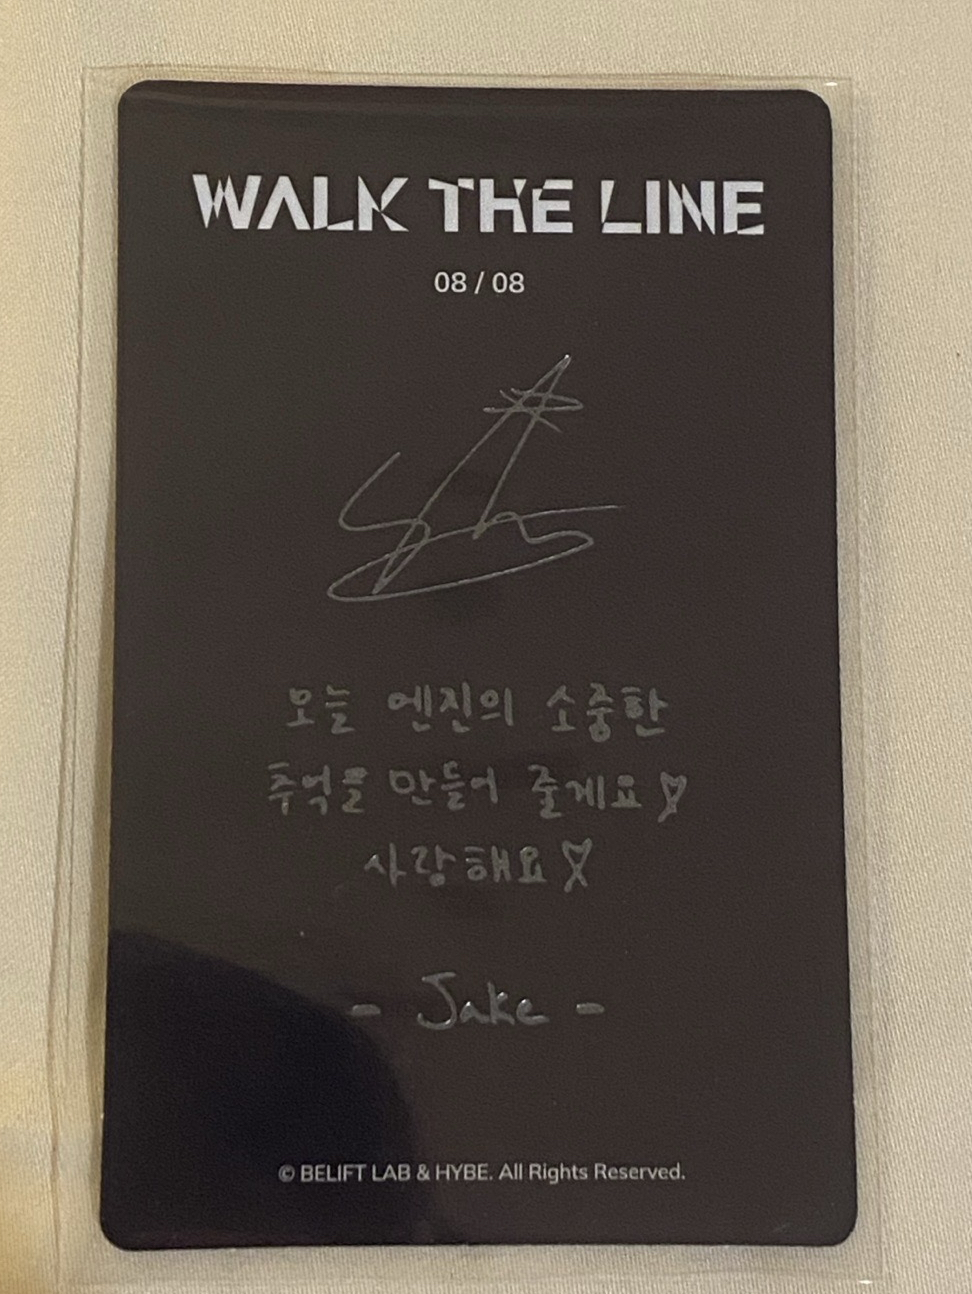 WALK THE LINE
08 / 08
오늘 엔진의 소중한
추억을 만들어 줄게요♡
사랑해요♡
- Jake -
© BELIFT LAB & HYBE. All Rights Reserved.